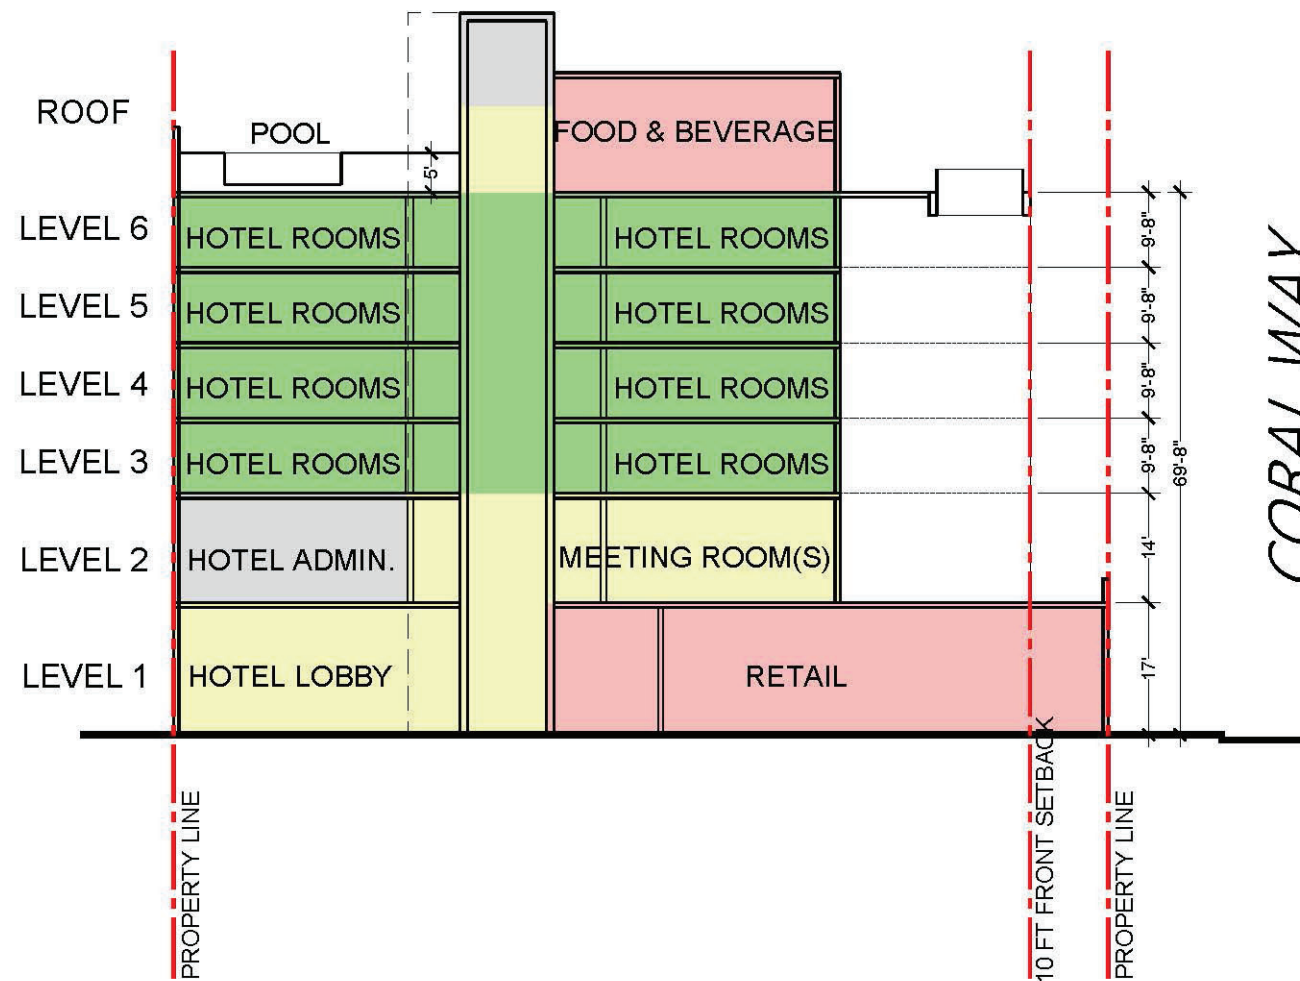 ROOF
POOL
FOOD & BEVERAGE
5'
LEVEL 6
HOTEL ROOMS
HOTEL ROOMS
9'-8"
LEVEL 5
HOTEL ROOMS
HOTEL ROOMS
9'-8"
LEVEL 4
HOTEL ROOMS
HOTEL ROOMS
9'-8"
LEVEL 3
HOTEL ROOMS
HOTEL ROOMS
9'-8"
69'-8"
LEVEL 2
HOTEL ADMIN.
MEETING ROOM(S)
14'
LEVEL 1
HOTEL LOBBY
RETAIL
17'
CORAL WAY
PROPERTY LINE
10 FT FRONT SETBACK
PROPERTY LINE